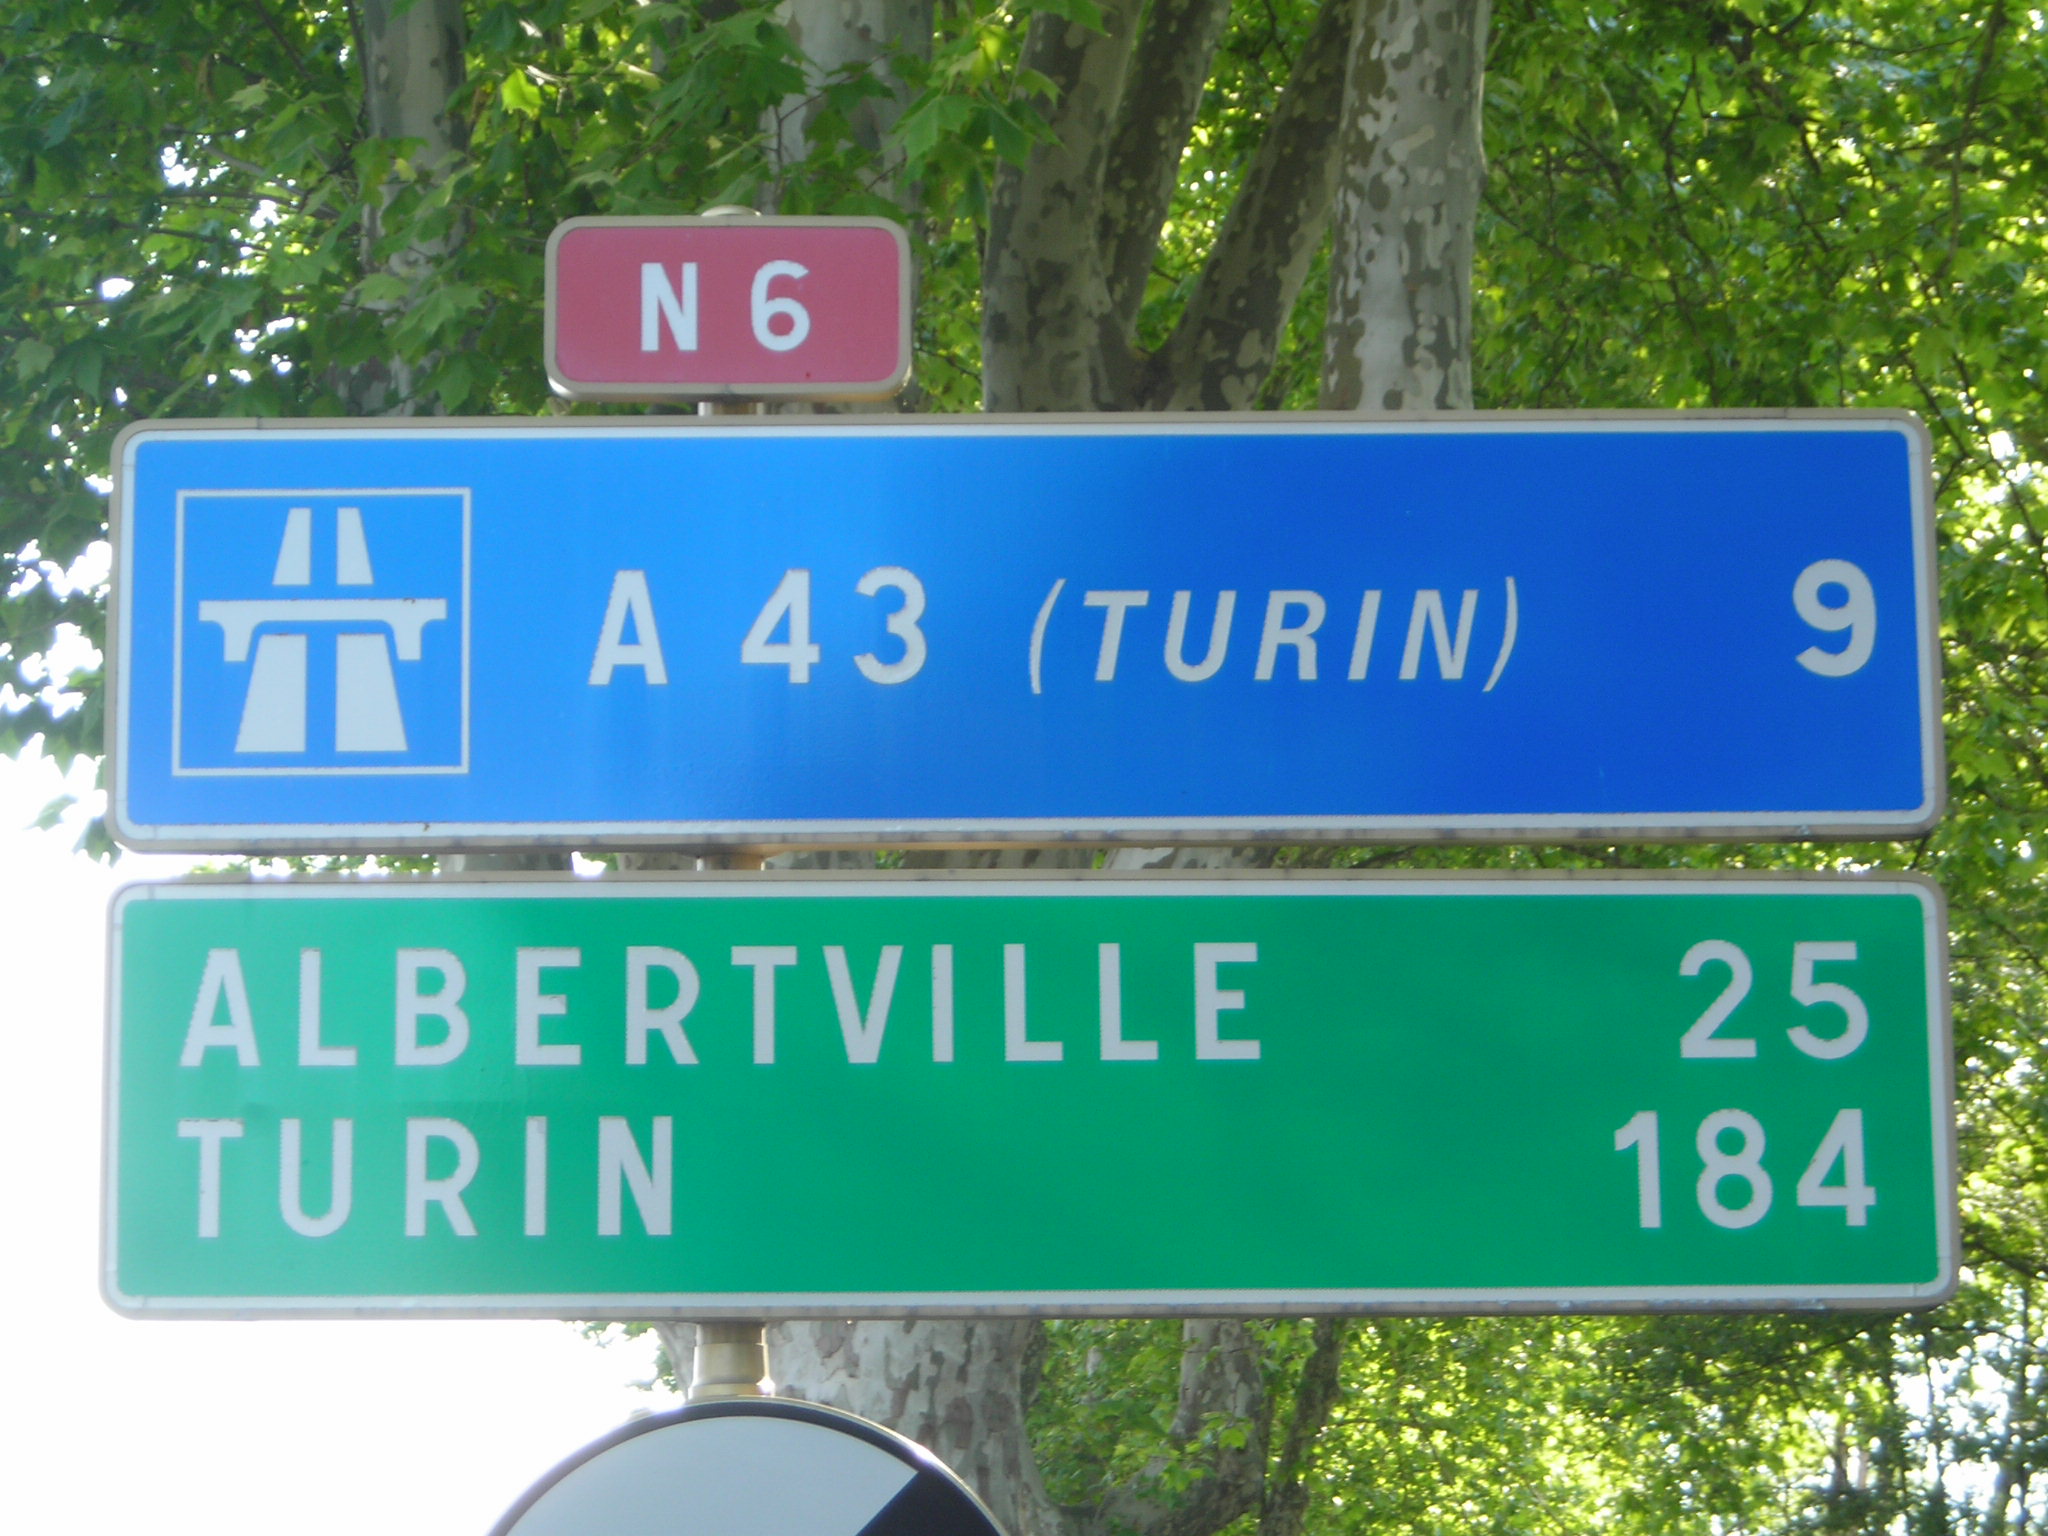 N 6
A 43 (TURIN) 9
ALBERTVILLE 25
TURIN 184